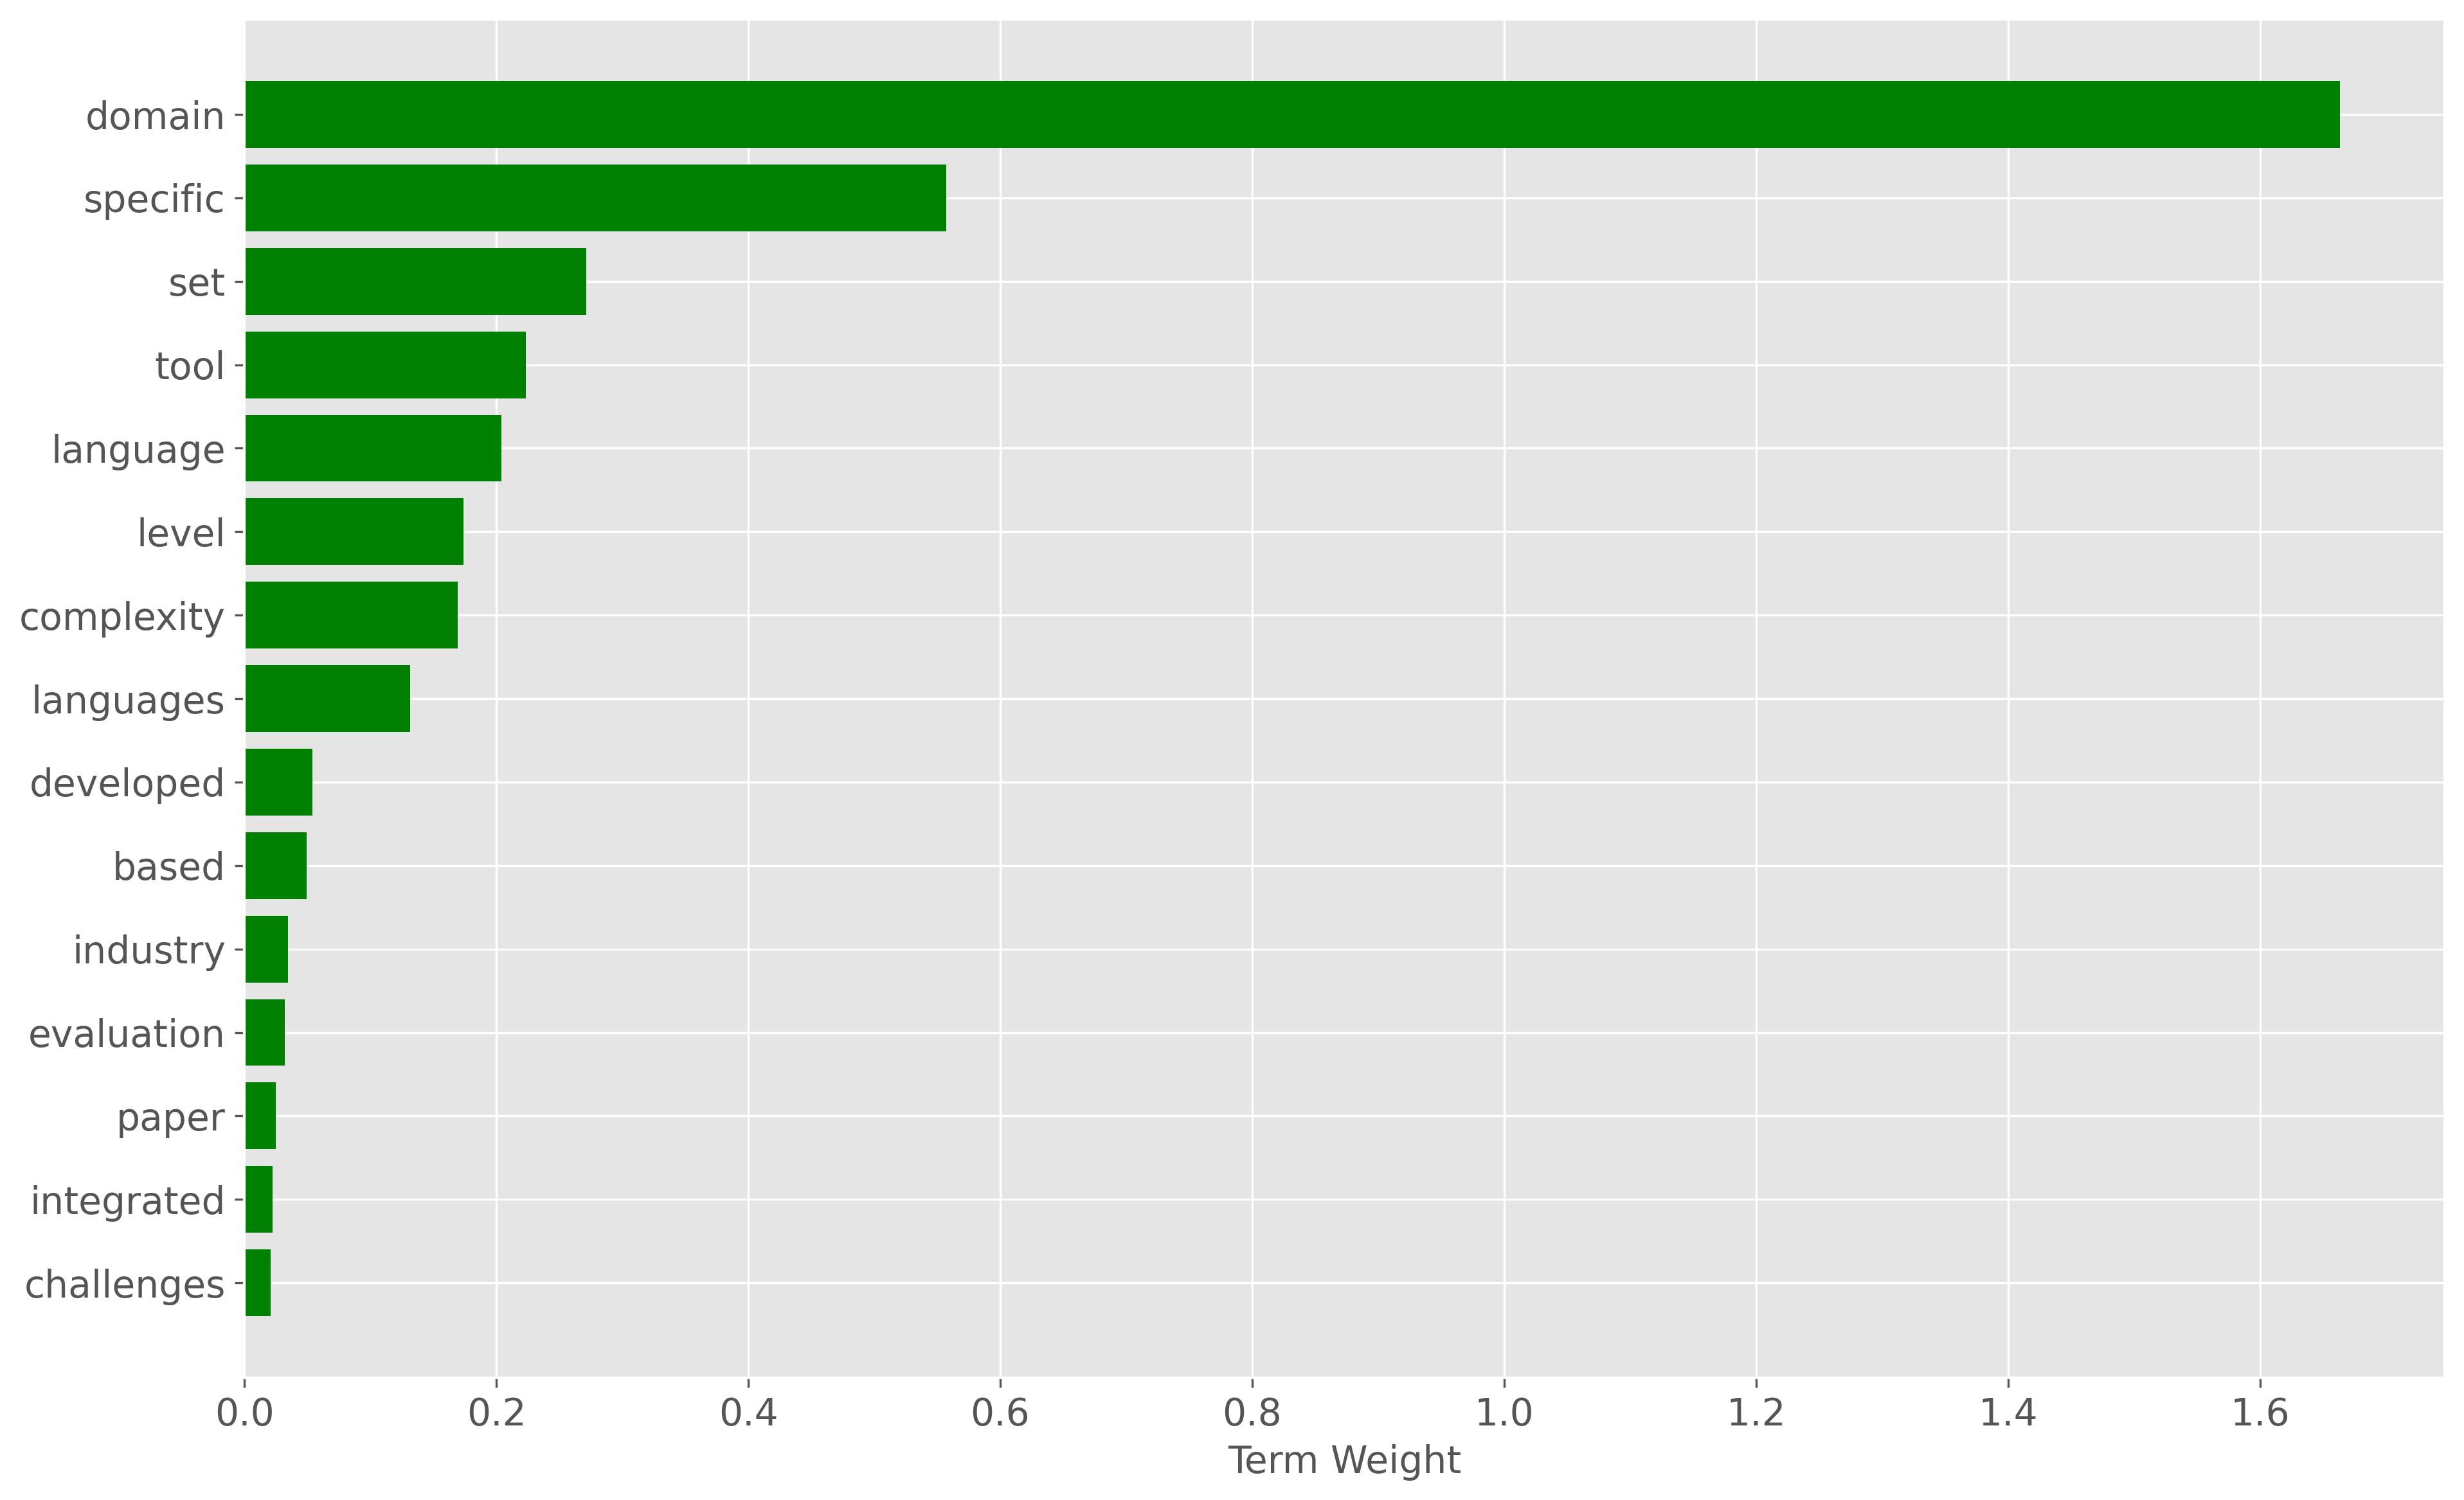 domain
specific
set
tool
language
level
complexity
languages
developed
based
industry
evaluation
paper
integrated
challenges
0.0 0.2 0.4 0.6 0.8 1.0 1.2 1.4 1.6
Term Weight